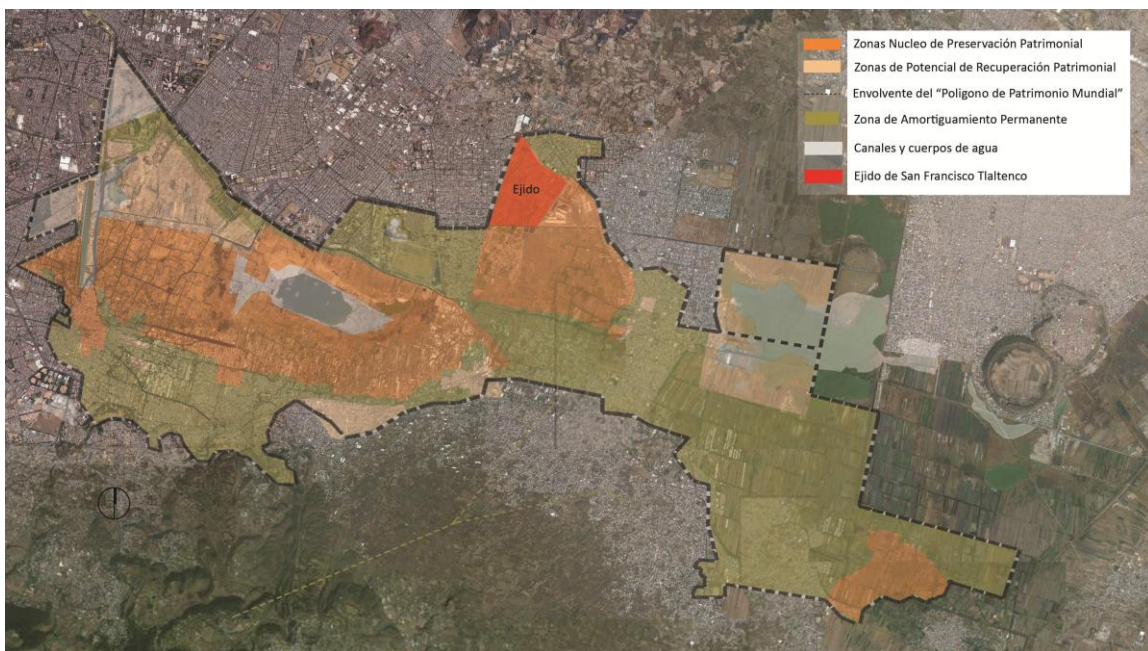 Zonas Nucleo de Preservación Patrimonial
Zonas de Potencial de Recuperación Patrimonial
Envolvente del "Poligono de Patrimonio Mundial"
Zona de Amortiguamiento Permanente
Canales y cuerpos de agua
Ejido de San Francisco Tlaltenco
Ejido